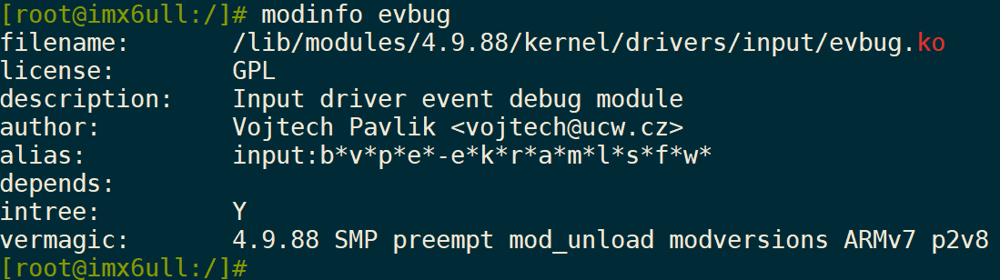 [root@imx6ull:/]# modinfo evbug
filename:       /lib/modules/4.9.88/kernel/drivers/input/evbug.ko
license:        GPL
description:    Input driver event debug module
author:         Vojtech Pavlik <vojtech@ucw.cz>
alias:          input:b*v*p*e*-e*k*r*a*m*l*s*f*w*
depends:
intree:         Y
vermagic:       4.9.88 SMP preempt mod_unload modversions ARMv7 p2v8
[root@imx6ull:/]#